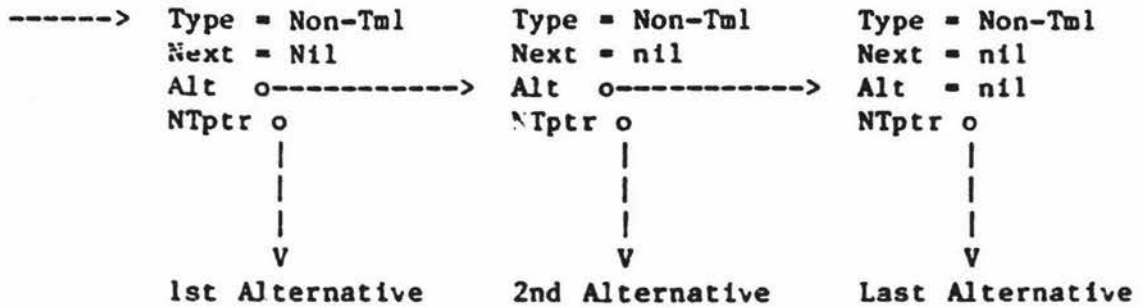 ------> Type = Non-Tml Type = Non-Tml Type = Non-Tml
Next = Nil Next = nil Next = nil
Alt o-----------> Alt o-----------> Alt = nil
NTptr o NTptr o NTptr o
| | |
| | |
| | |
V V V
1st Alternative 2nd Alternative Last Alternative